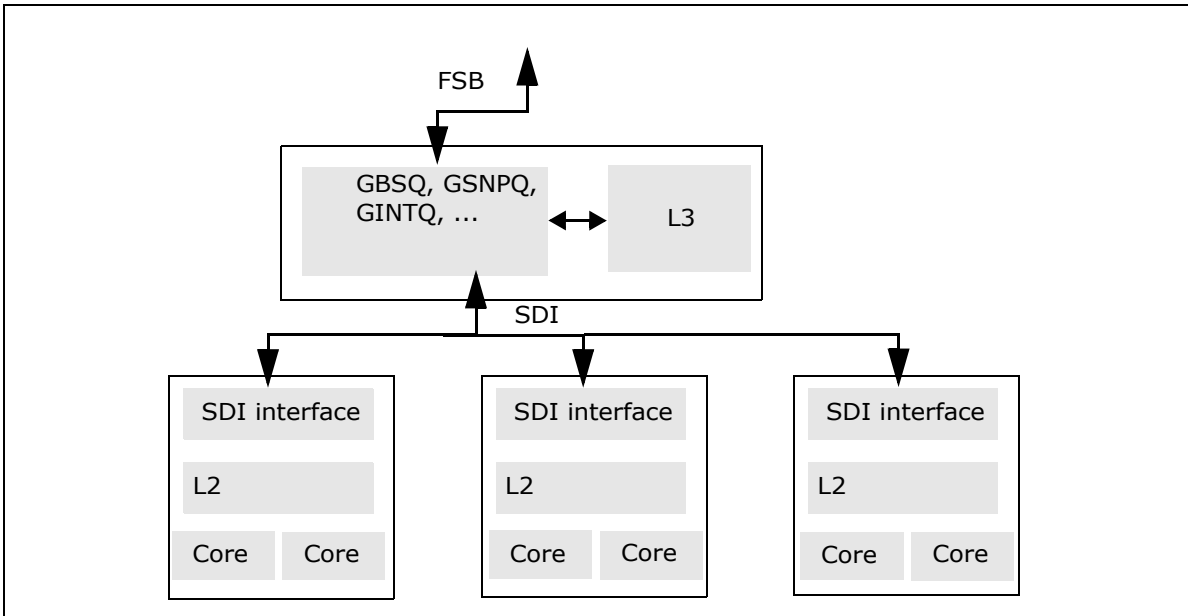 FSB
GBSQ, GSNPQ,
GINTQ, ...
L3
SDI
SDI interface
SDI interface
SDI interface
L2
L2
L2
Core
Core
Core
Core
Core
Core